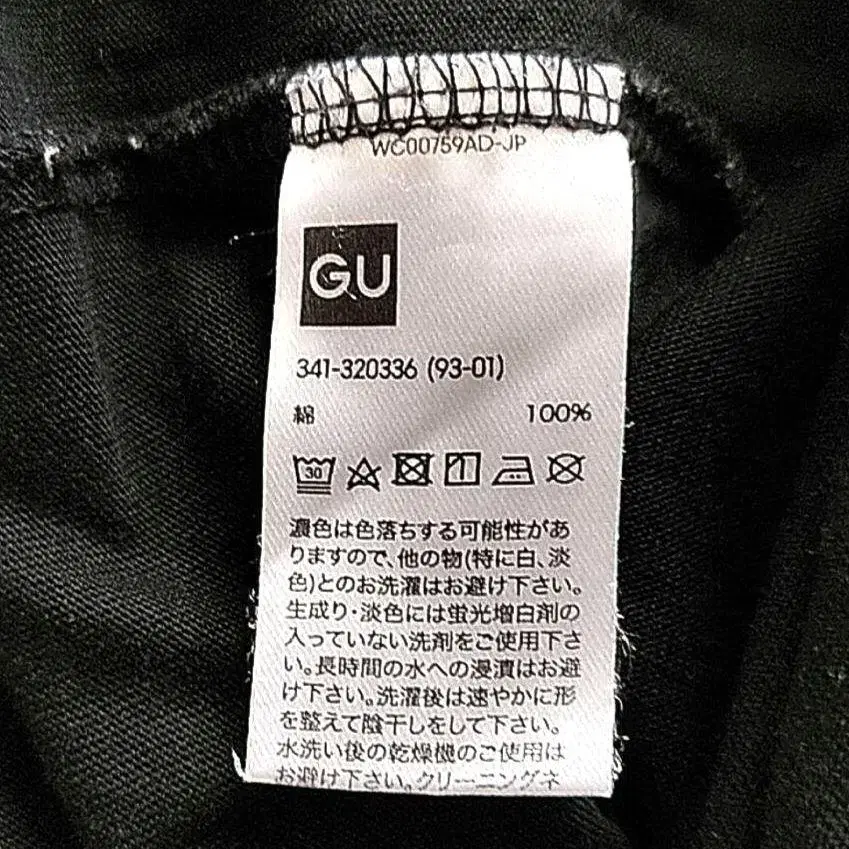 WC00759AD-JP
GU
341-320336 (93-01)
綿 100%
30
濃色は色落ちする可能性があ
りますので、他の物(特に白、淡
色)とのお洗濯はお避け下さい。
生成り・淡色には蛍光増白剤の
入っていない洗剤をご使用下さ
い。長時間の水への浸漬はお避
け下さい。洗濯後は速やかに形
を整えて陰干しをして下さい。
水洗い後の乾燥機のご使用は
お避け下さい。クリーニングネ